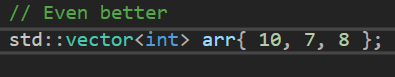 // Even better
std::vector<int> arr{ 10, 7, 8 };